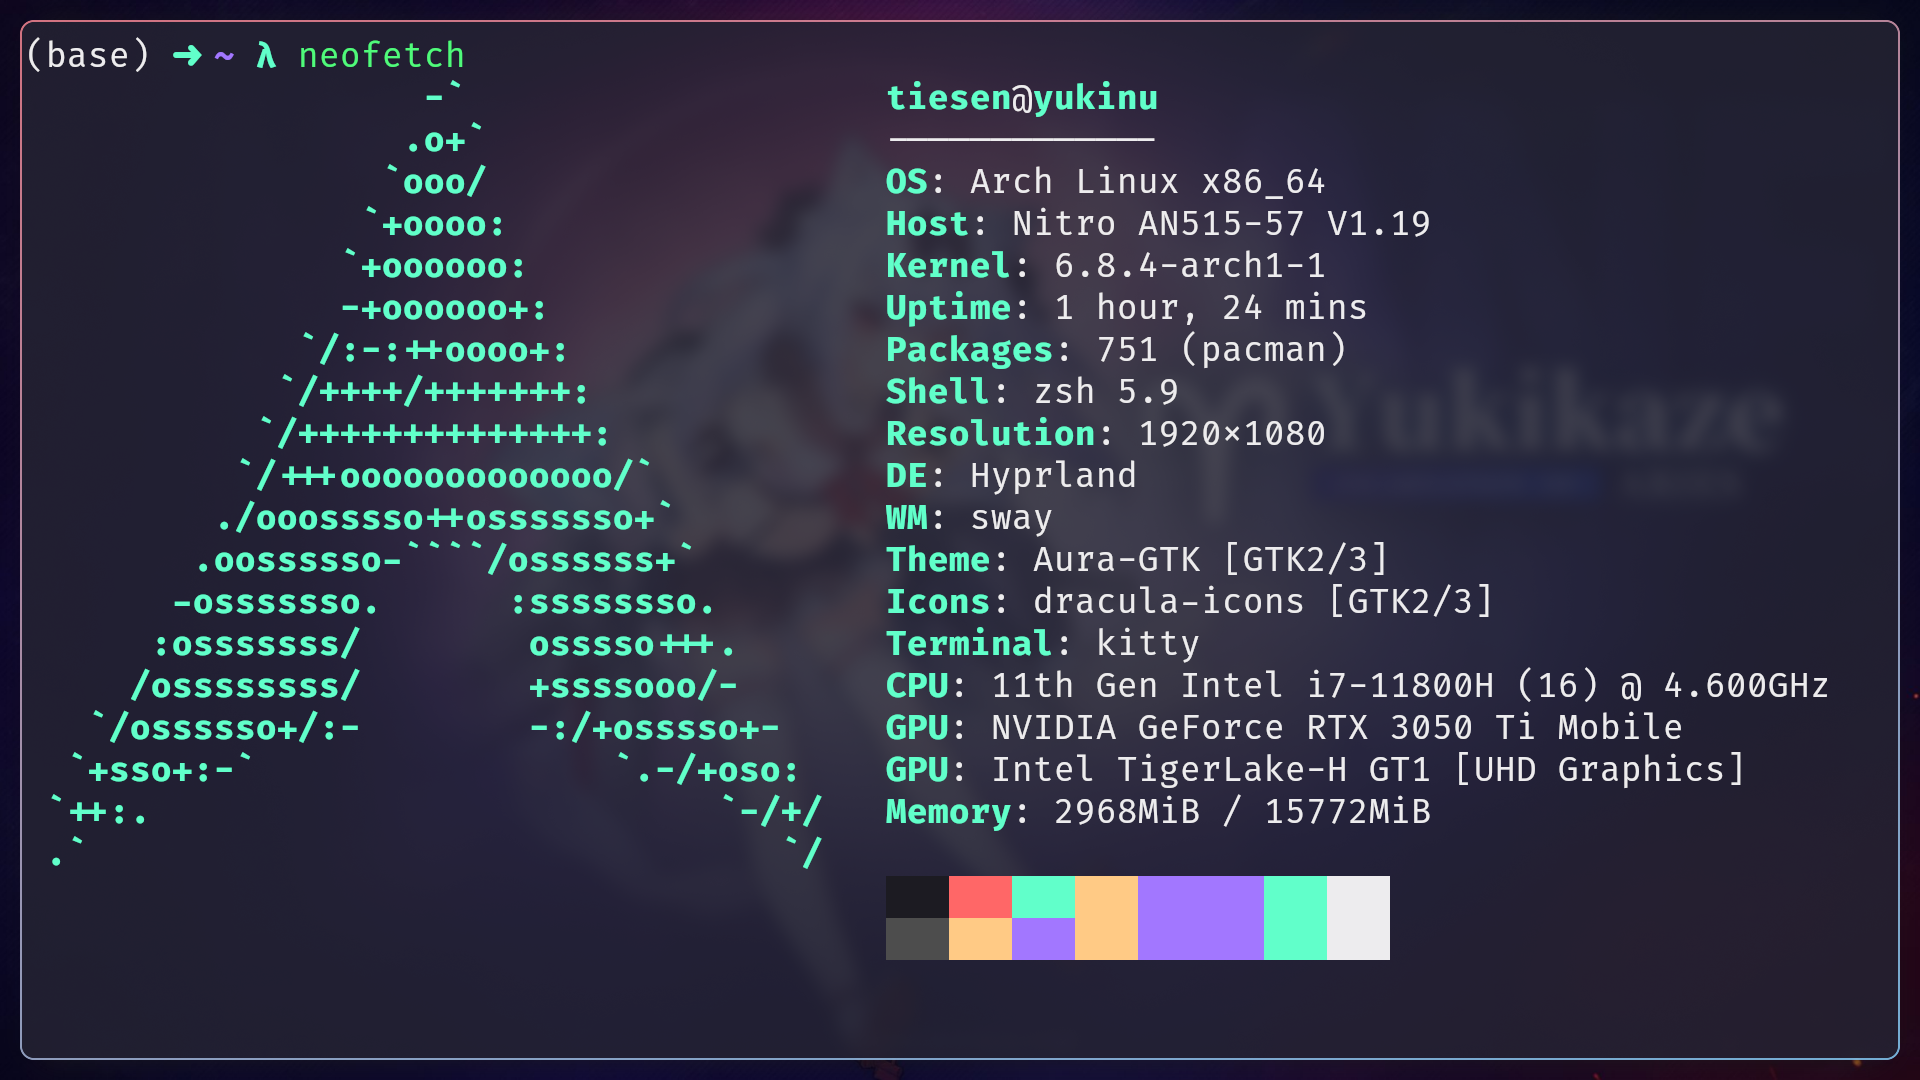 (base) ➜ ~ λ neofetch
                   -`
                  .o+`
                 `ooo/
                `+oooo:
               `+oooooo:
               -+oooooo+:
             `/:-:++oooo+:
            `/++++/+++++++:
           `/++++++++++++++:
          `/+++ooooooooooooo/`
         ./ooosssso++osssssso+`
        .oossssso-````/ossssss+`
       -osssssso.      :ssssssso.
      :osssssss/        osssso+++.
     /ossssssss/        +ssssooo/-
   `/ossssso+/:-        -:/+osssso+-
  `+sso+:-`                 `.-/+oso:
 `++:.                           `-/+/
 .`                                 `/
tiesen@yukinu
-------------
OS: Arch Linux x86_64
Host: Nitro AN515-57 V1.19
Kernel: 6.8.4-arch1-1
Uptime: 1 hour, 24 mins
Packages: 751 (pacman)
Shell: zsh 5.9
Resolution: 1920x1080
DE: Hyprland
WM: sway
Theme: Aura-GTK [GTK2/3]
Icons: dracula-icons [GTK2/3]
Terminal: kitty
CPU: 11th Gen Intel i7-11800H (16) @ 4.600GHz
GPU: NVIDIA GeForce RTX 3050 Ti Mobile
GPU: Intel TigerLake-H GT1 [UHD Graphics]
Memory: 2968MiB / 15772MiB
Yukikaze